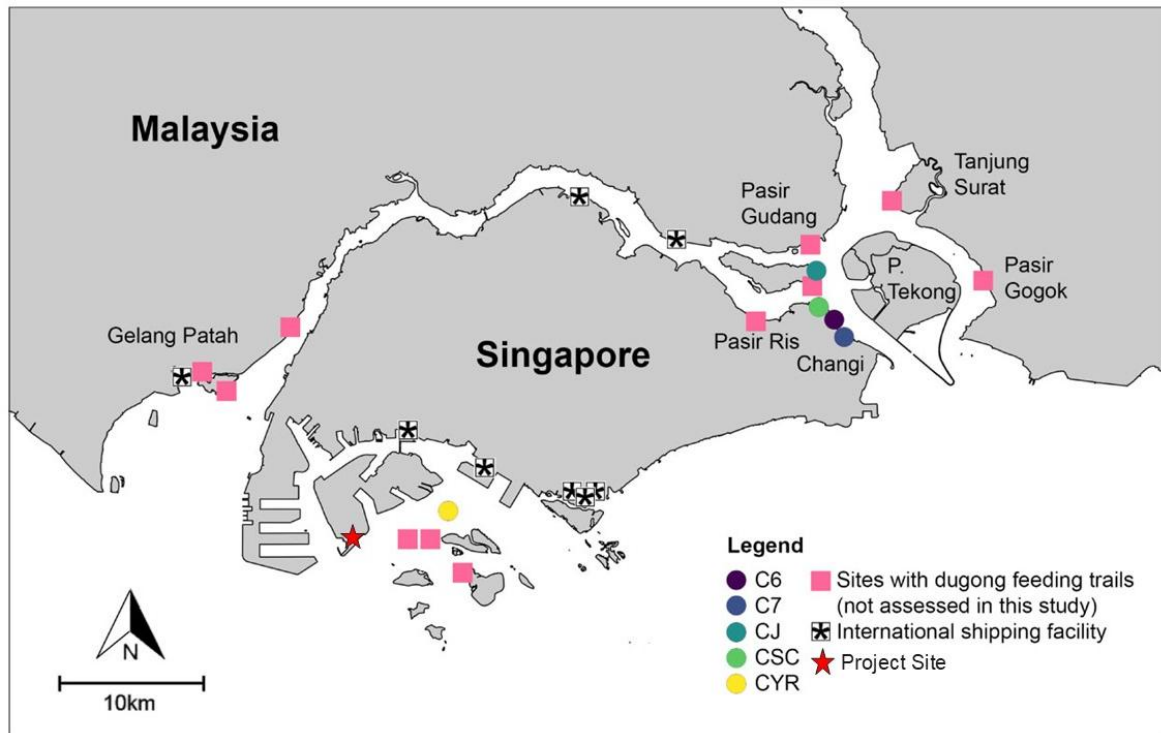 Malaysia
Tanjung
Surat
Pasir
Gudang
P.
Tekong
Pasir
Gogok
Gelang Patah
Singapore
Pasir Ris
Changi
Legend
C6
C7
CJ
CSC
CYR
Sites with dugong feeding trails
(not assessed in this study)
International shipping facility
Project Site
N
10km